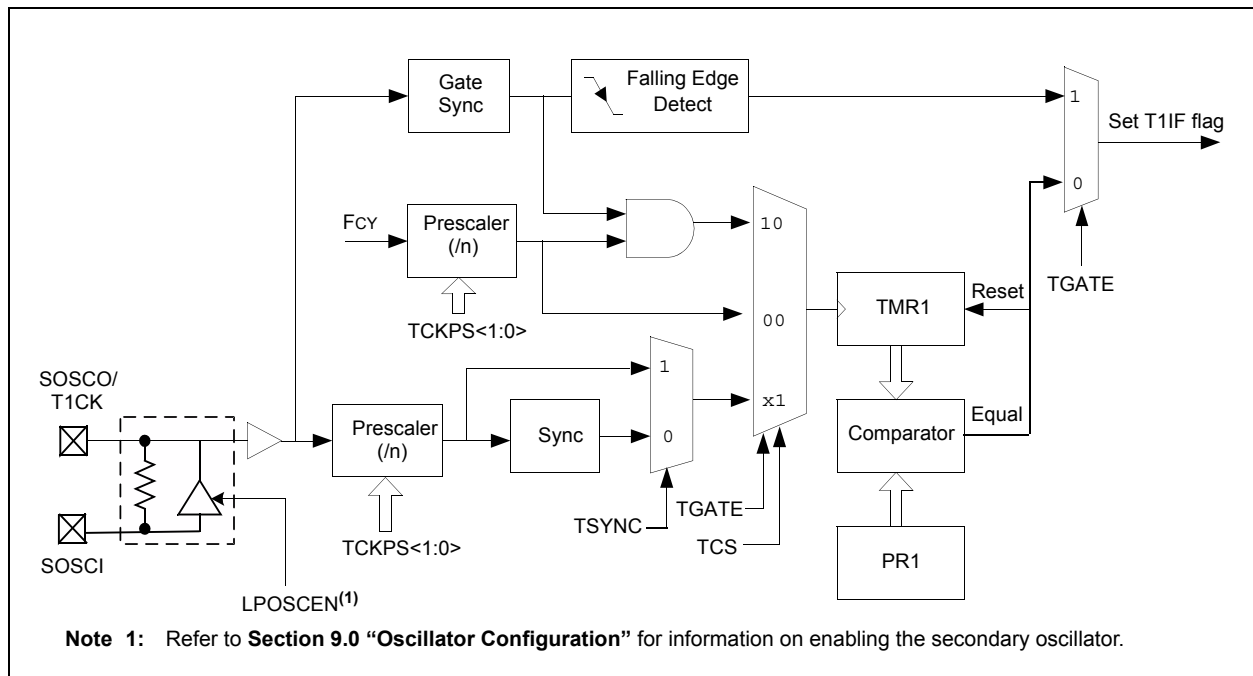 Gate
Sync
Falling Edge
Detect
1
Set T1IF flag
0
TGATE
FCY
Prescaler
(/n)
10
TCKPS<1:0>
00
TMR1
Reset
SOSCO/
T1CK
Prescaler
(/n)
Sync
1
0
x1
Comparator
Equal
SOSCI
TCKPS<1:0>
TSYNC
TGATE
TCS
PR1
LPOSCEN(1)
Note 1: Refer to Section 9.0 “Oscillator Configuration” for information on enabling the secondary oscillator.